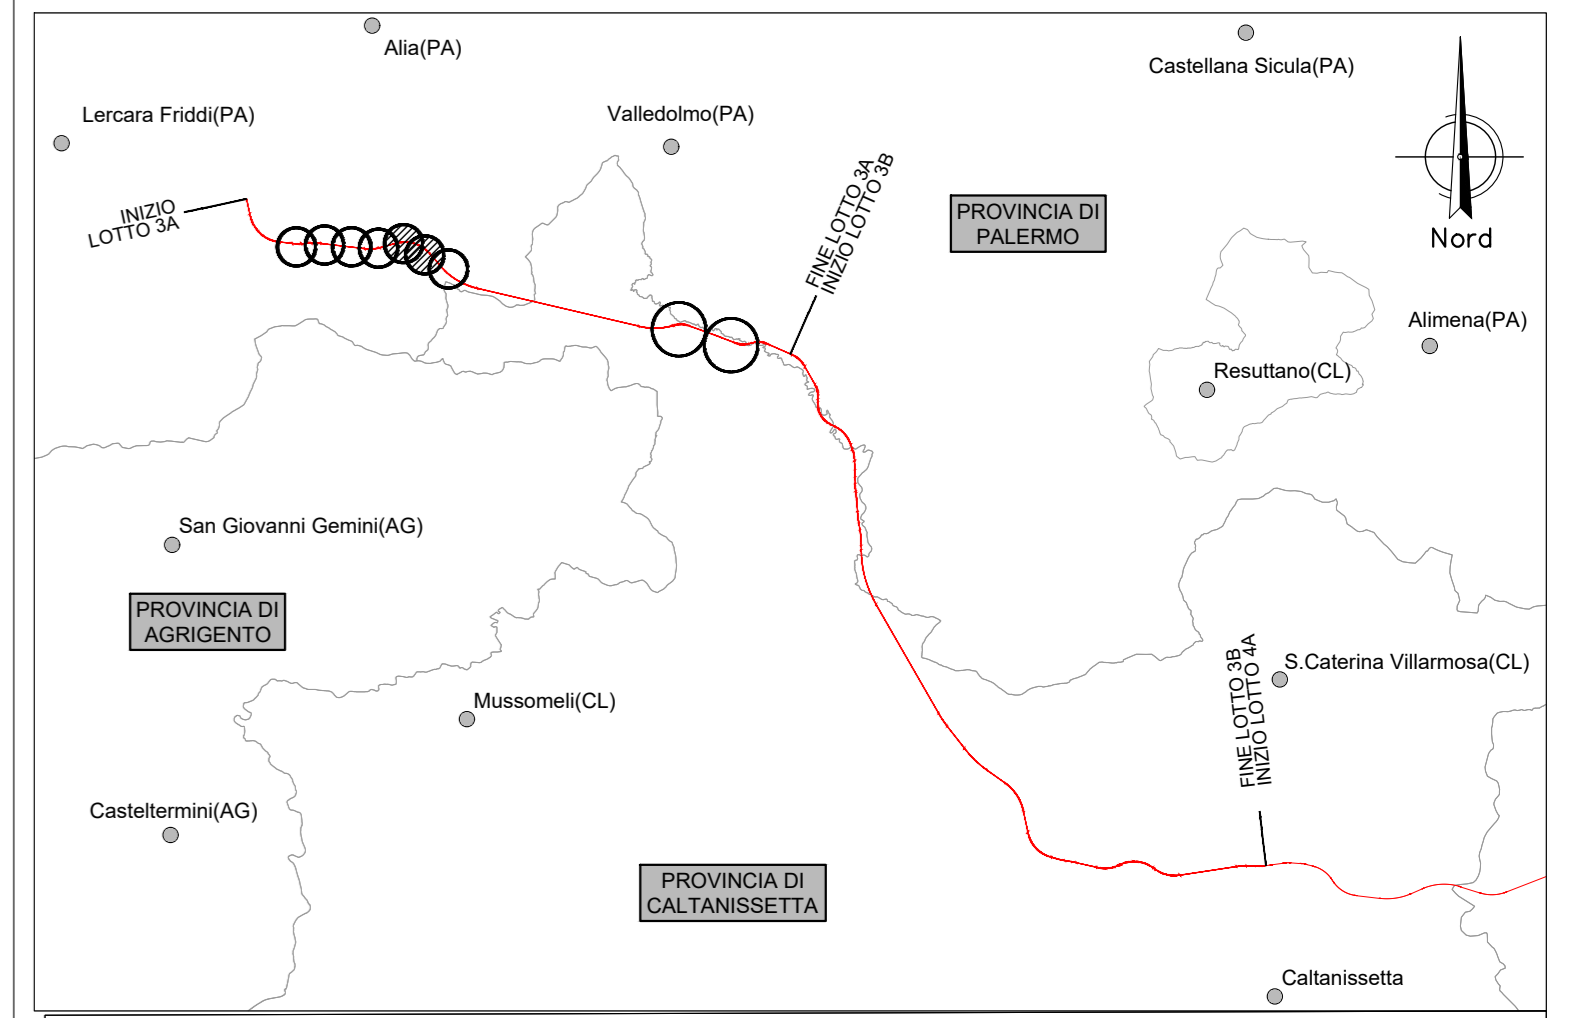 Alia(PA)
Castellana Sicula(PA)
Lercara Friddi(PA)
Valledolmo(PA)
INIZIO
LOTTO 3A
FINE LOTTO 3A
INIZIO LOTTO 3B
PROVINCIA DI
PALERMO
Nord
Alimena(PA)
Resuttano(CL)
San Giovanni Gemini(AG)
PROVINCIA DI
AGRIGENTO
FINE LOTTO 3B
INIZIO LOTTO 4A
S.Caterina Villarmosa(CL)
Mussomeli(CL)
Casteltermini(AG)
PROVINCIA DI
CALTANISSETTA
Caltanissetta